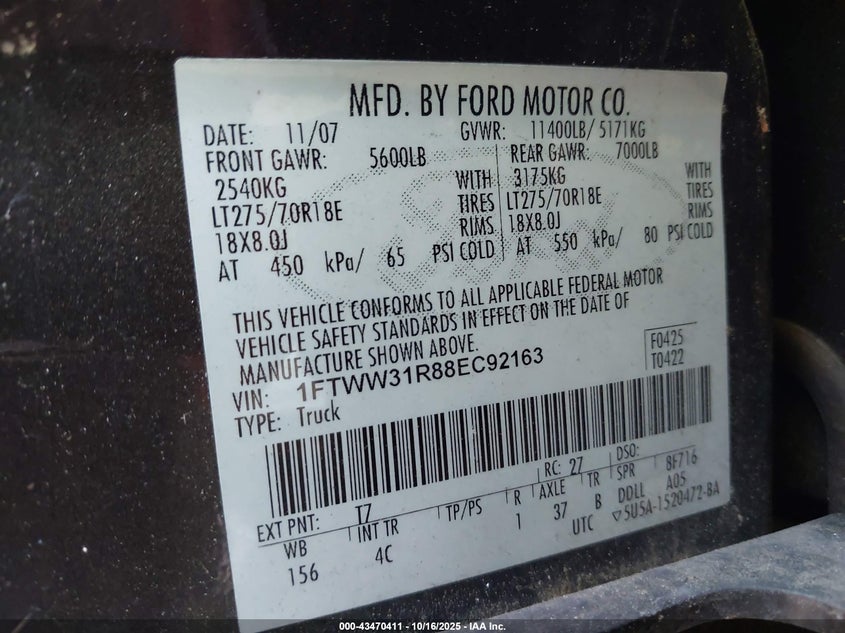 MFD. BY FORD MOTOR CO.
DATE: 11/07 GVWR: 11400LB/ 5171KG
FRONT GAWR: 5600LB REAR GAWR: 7000LB
2540KG WITH 3175KG WITH
LT275/70R18E TIRES LT275/70R18E TIRES
18X8.0J RIMS 18X8.0J RIMS
AT 450 kPa/ 65 PSI COLD AT 550 kPa/ 80 PSI COLD
THIS VEHICLE CONFORMS TO ALL APPLICABLE FEDERAL MOTOR
VEHICLE SAFETY STANDARDS IN EFFECT ON THE DATE OF
MANUFACTURE SHOWN ABOVE.
F0425
T0422
VIN: 1FTWW31R88EC92163
TYPE: Truck
RC: 27 DSO:
EXT PNT: T7
WB INT TR TP/PS R AXLE TR SPR 8F716
156 4C 1 37 B DDLL A05
UTC ▽5U5A-1520472-BA
000-43470411 - 10/16/2025 - IAA Inc.